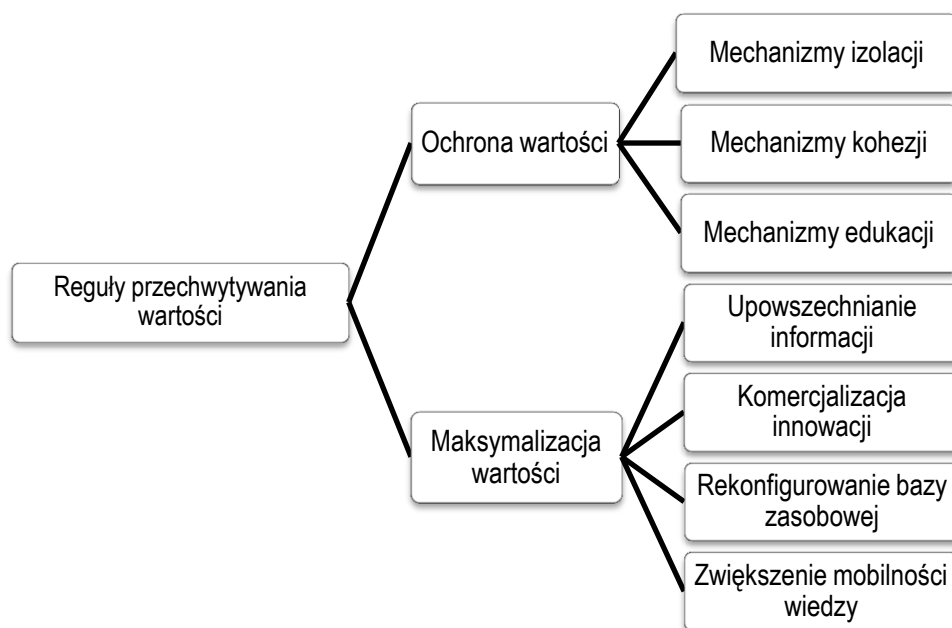 Reguły przechwytywania
wartości
Ochrona wartości
Mechanizmy izolacji
Mechanizmy kohezji
Mechanizmy edukacji
Maksymalizacja
wartości
Upowszechnianie
informacji
Komercjalizacja
innowacji
Rekonfigurowanie bazy
zasobowej
Zwiększenie mobilności
wiedzy